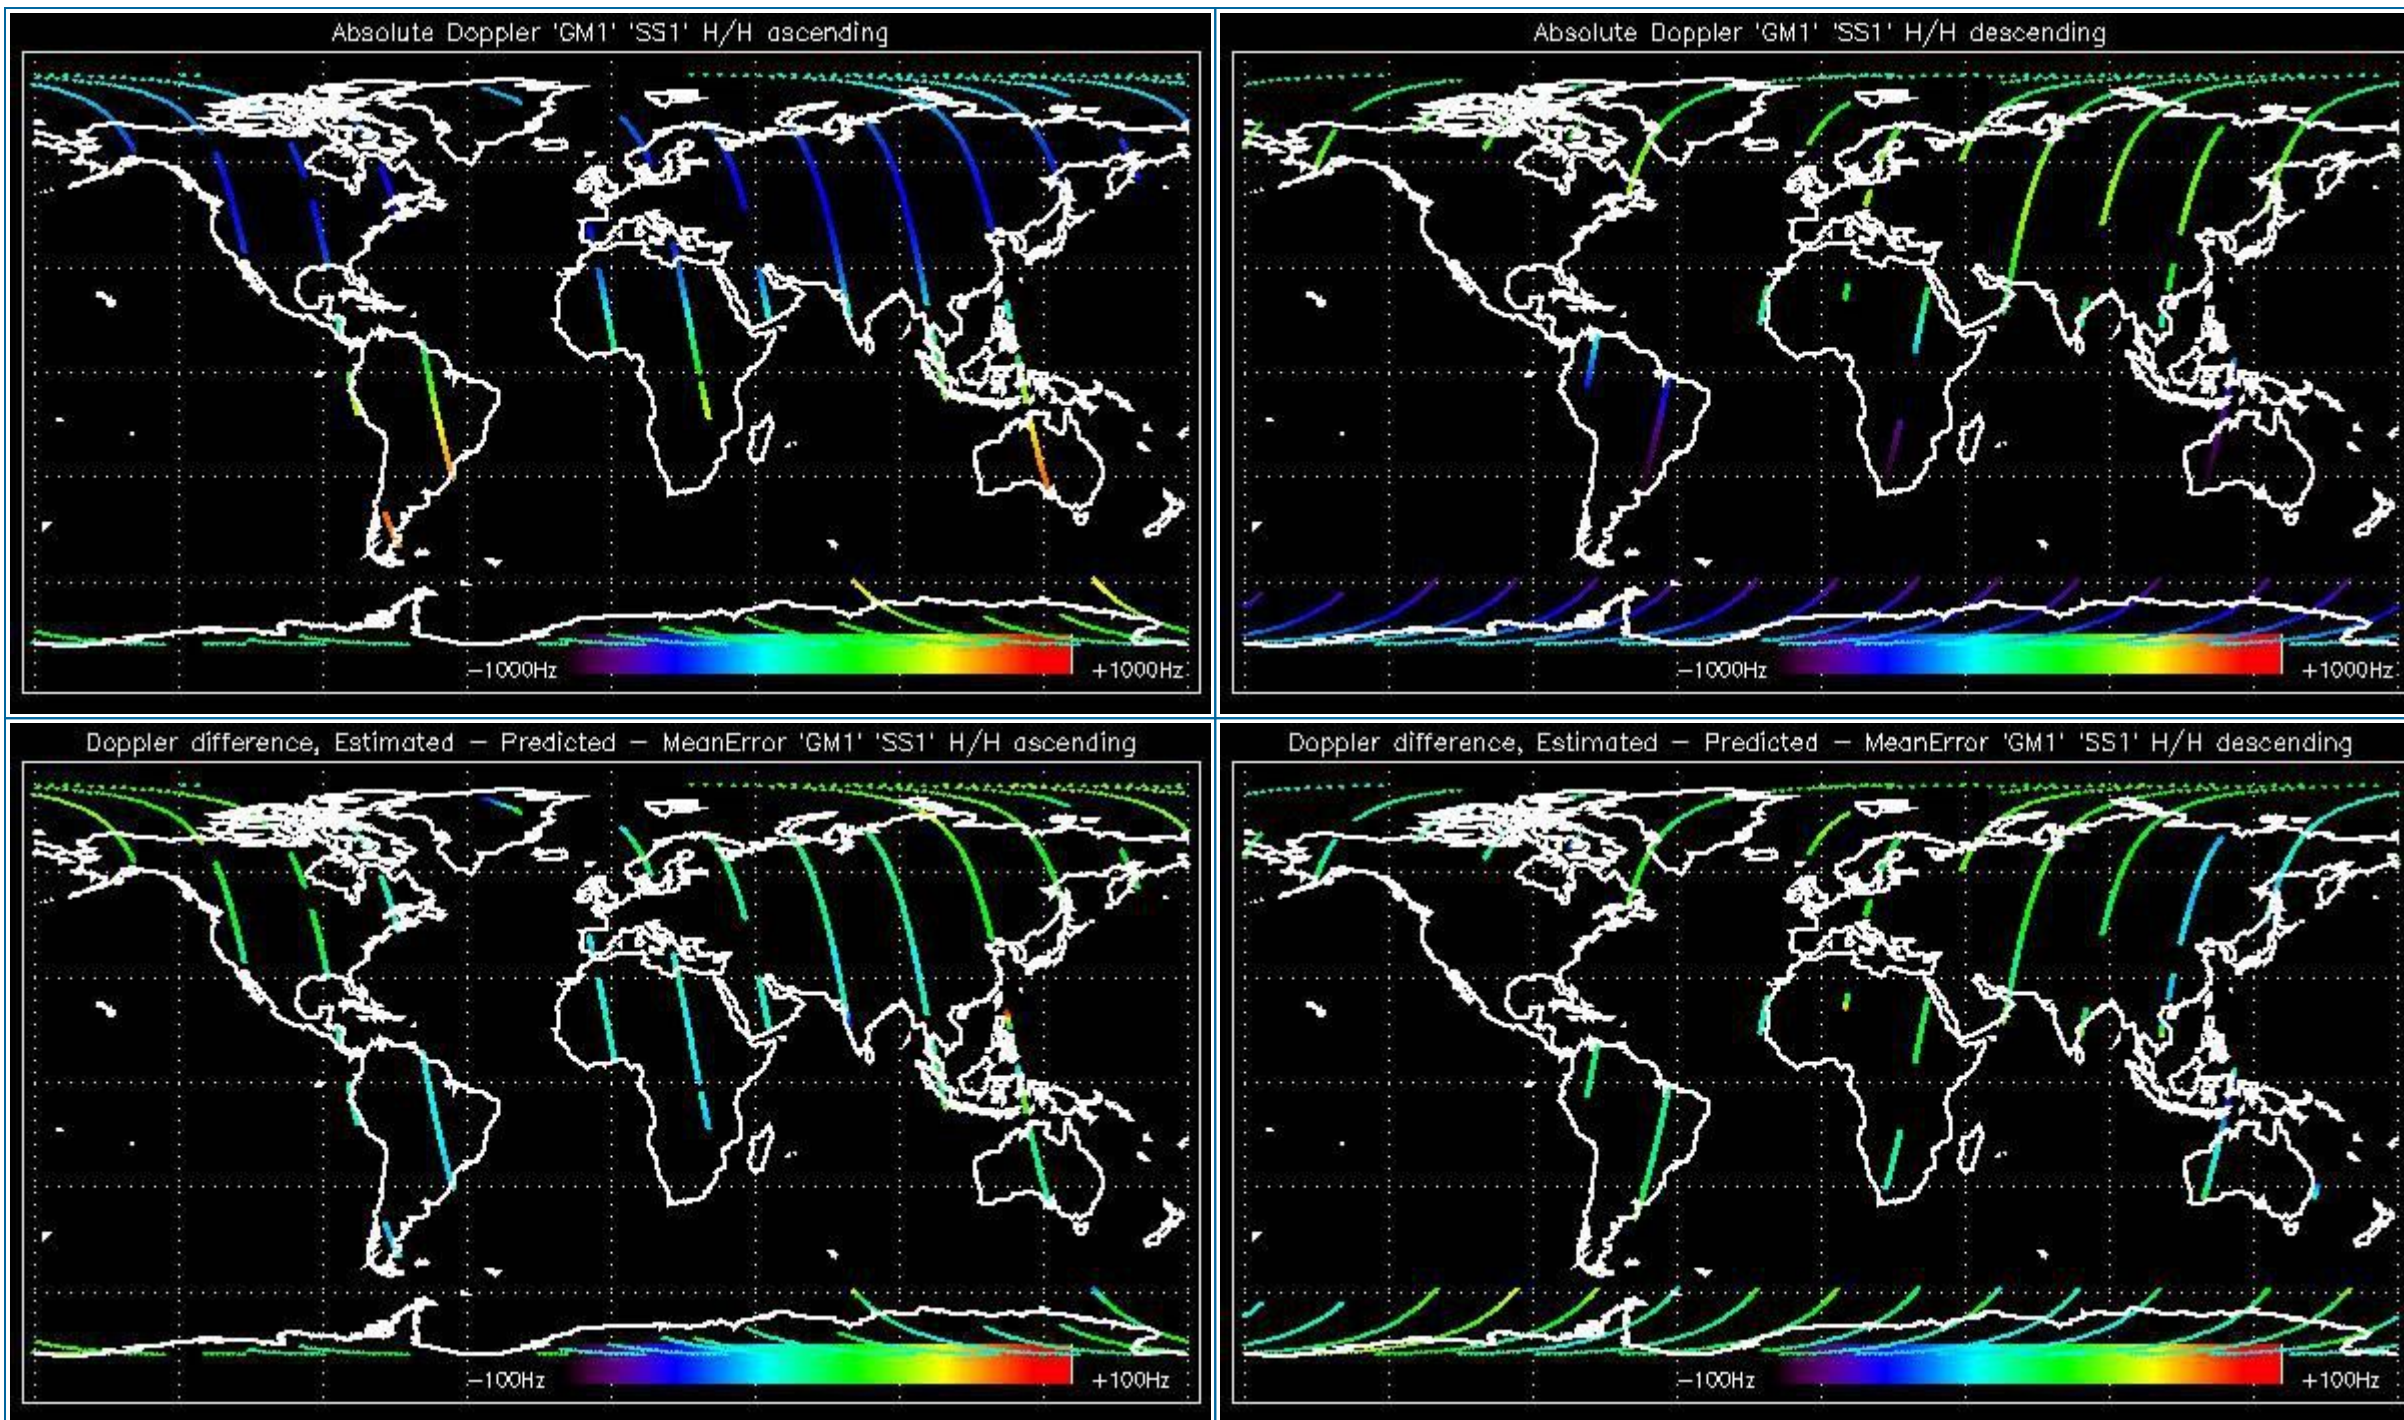 Absolute Doppler 'GM1' 'SS1' H/H ascending
−1000Hz
+1000Hz
Absolute Doppler 'GM1' 'SS1' H/H descending
−1000Hz
+1000Hz
Doppler difference, Estimated − Predicted − MeanError 'GM1' 'SS1' H/H ascending
−100Hz
+100Hz
Doppler difference, Estimated − Predicted − MeanError 'GM1' 'SS1' H/H descending
−100Hz
+100Hz